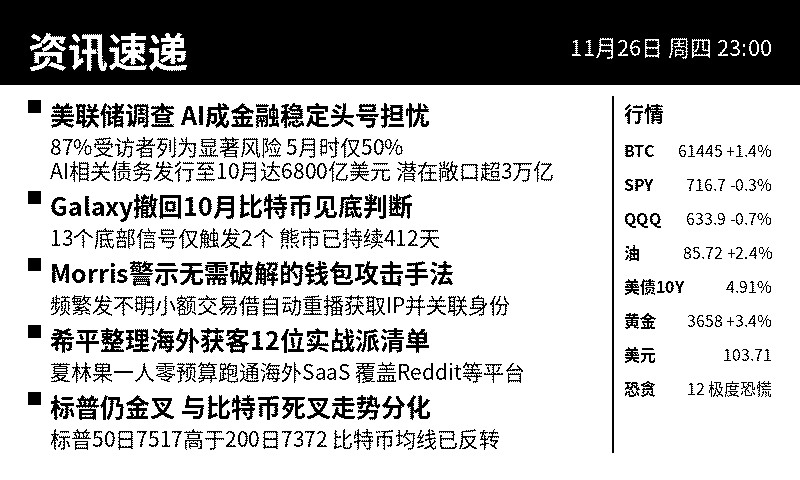 资讯速递
11月26日 周四 23:00
美联储调查 AI成金融稳定头号担忧
87%受访者列为显著风险 5月时仅50%
AI相关债务发行至10月达6800亿美元 潜在敞口超3万亿
Galaxy撤回10月比特币见底判断
13个底部信号仅触发2个 熊市已持续412天
Morris警示无需破解的钱包攻击手法
频繁发不明小额交易借自动重播获取IP并关联身份
希平整理海外获客12位实战派清单
夏林果一人零预算跑通海外SaaS 覆盖Reddit等平台
标普仍金叉 与比特币死叉走势分化
标普50日7517高于200日7372 比特币均线已反转
行情
BTC 61445 +1.4%
SPY 716.7 -0.3%
QQQ 633.9 -0.7%
油 85.72 +2.4%
美债10Y 4.91%
黄金 3658 +3.4%
美元 103.71
恐贪 12 极度恐慌